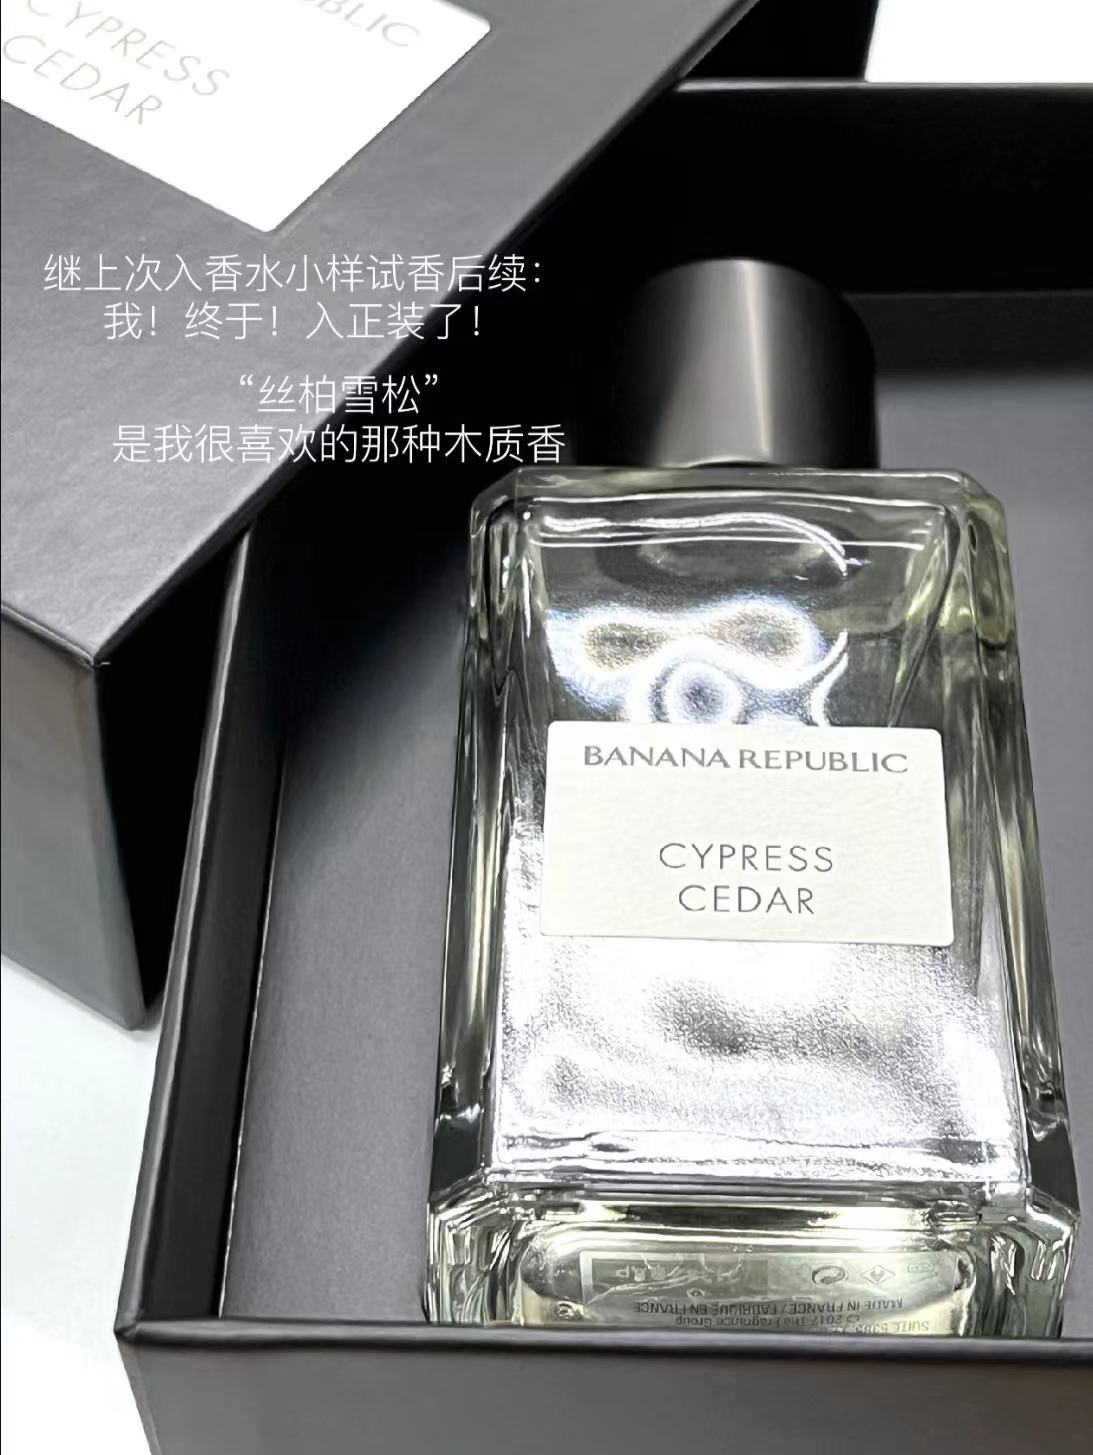 CYPRESS
CEDAR
继上次入香水小样试香后续：
我！终于！入正装了！
“丝柏雪松”
是我很喜欢的那种木质香
BANANA REPUBLIC
CYPRESS
CEDAR
MADE IN FRANCE / FABRIQUÉ EN FRANCE